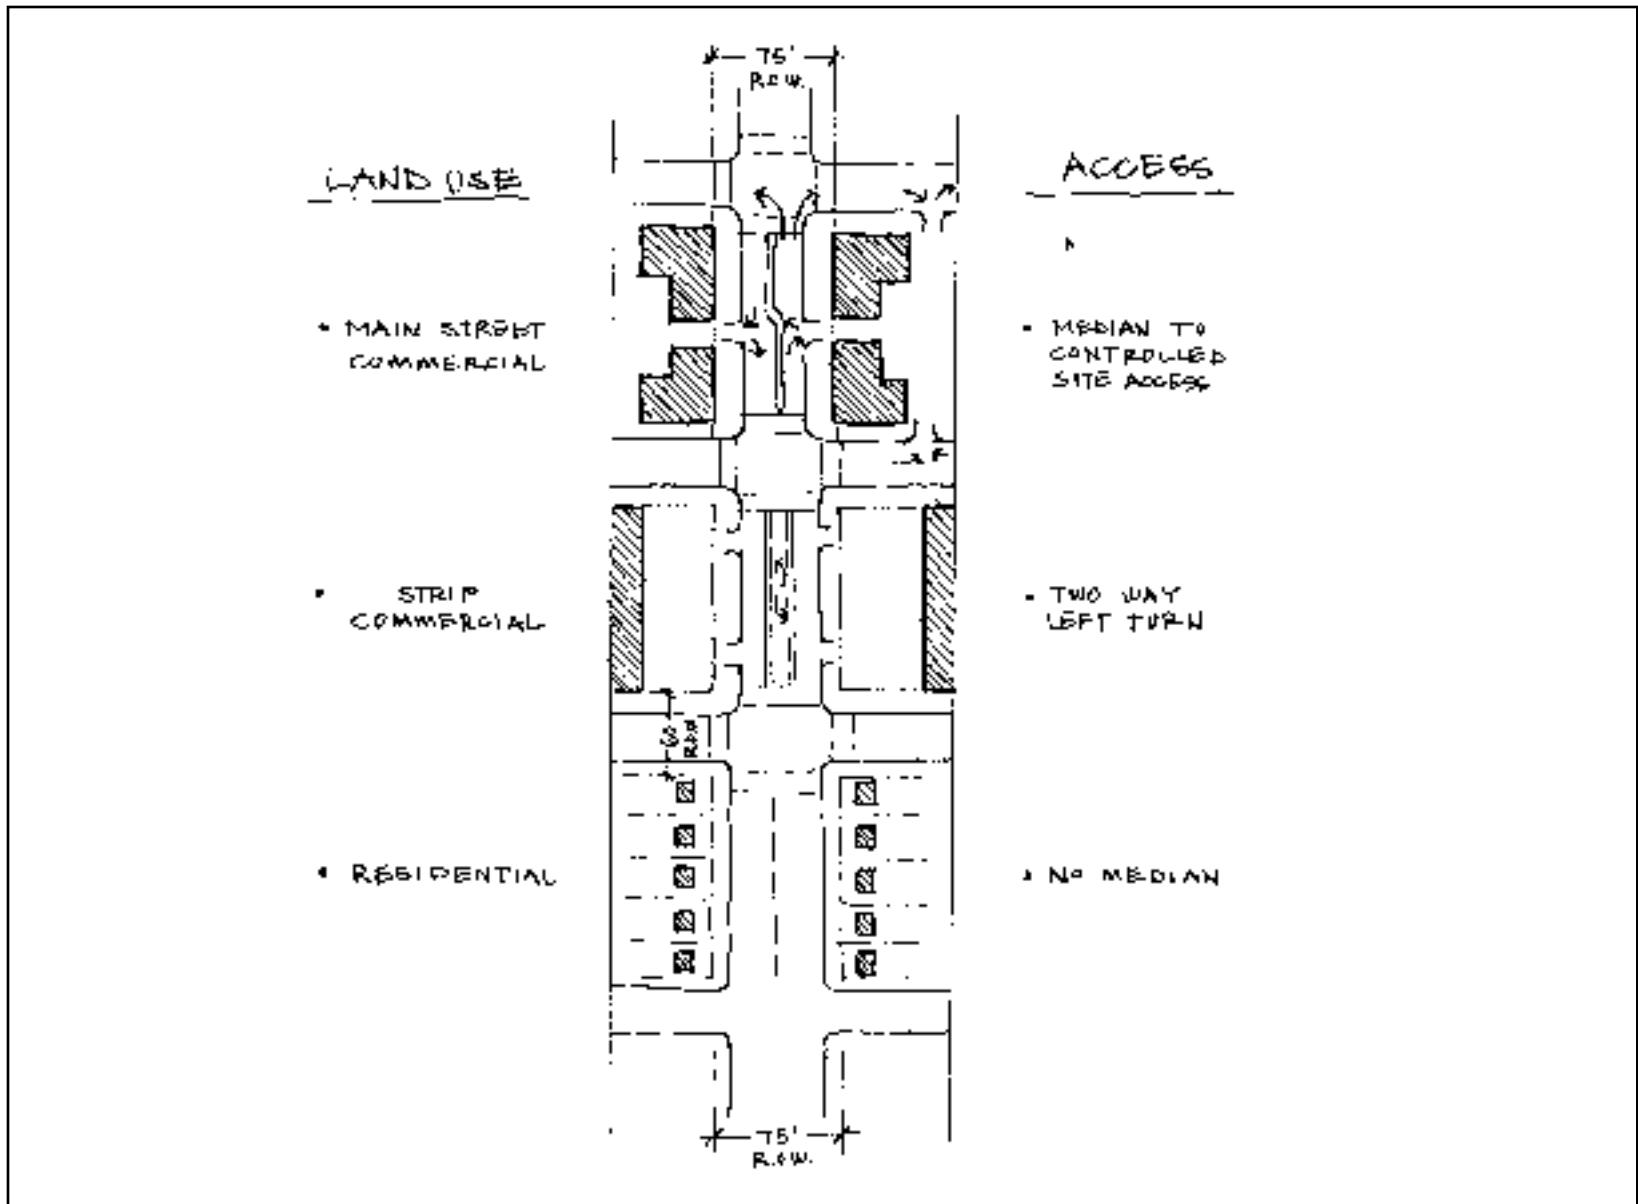 75'
R.O.W.
LAND USE
ACCESS
• MAIN STREET
COMMERCIAL
• MEDIAN TO
CONTROLLED
SITE ACCESS
• STRIP
COMMERCIAL
• TWO WAY
LEFT TURN
• RESIDENTIAL
• NO MEDIAN
75'
R.O.W.